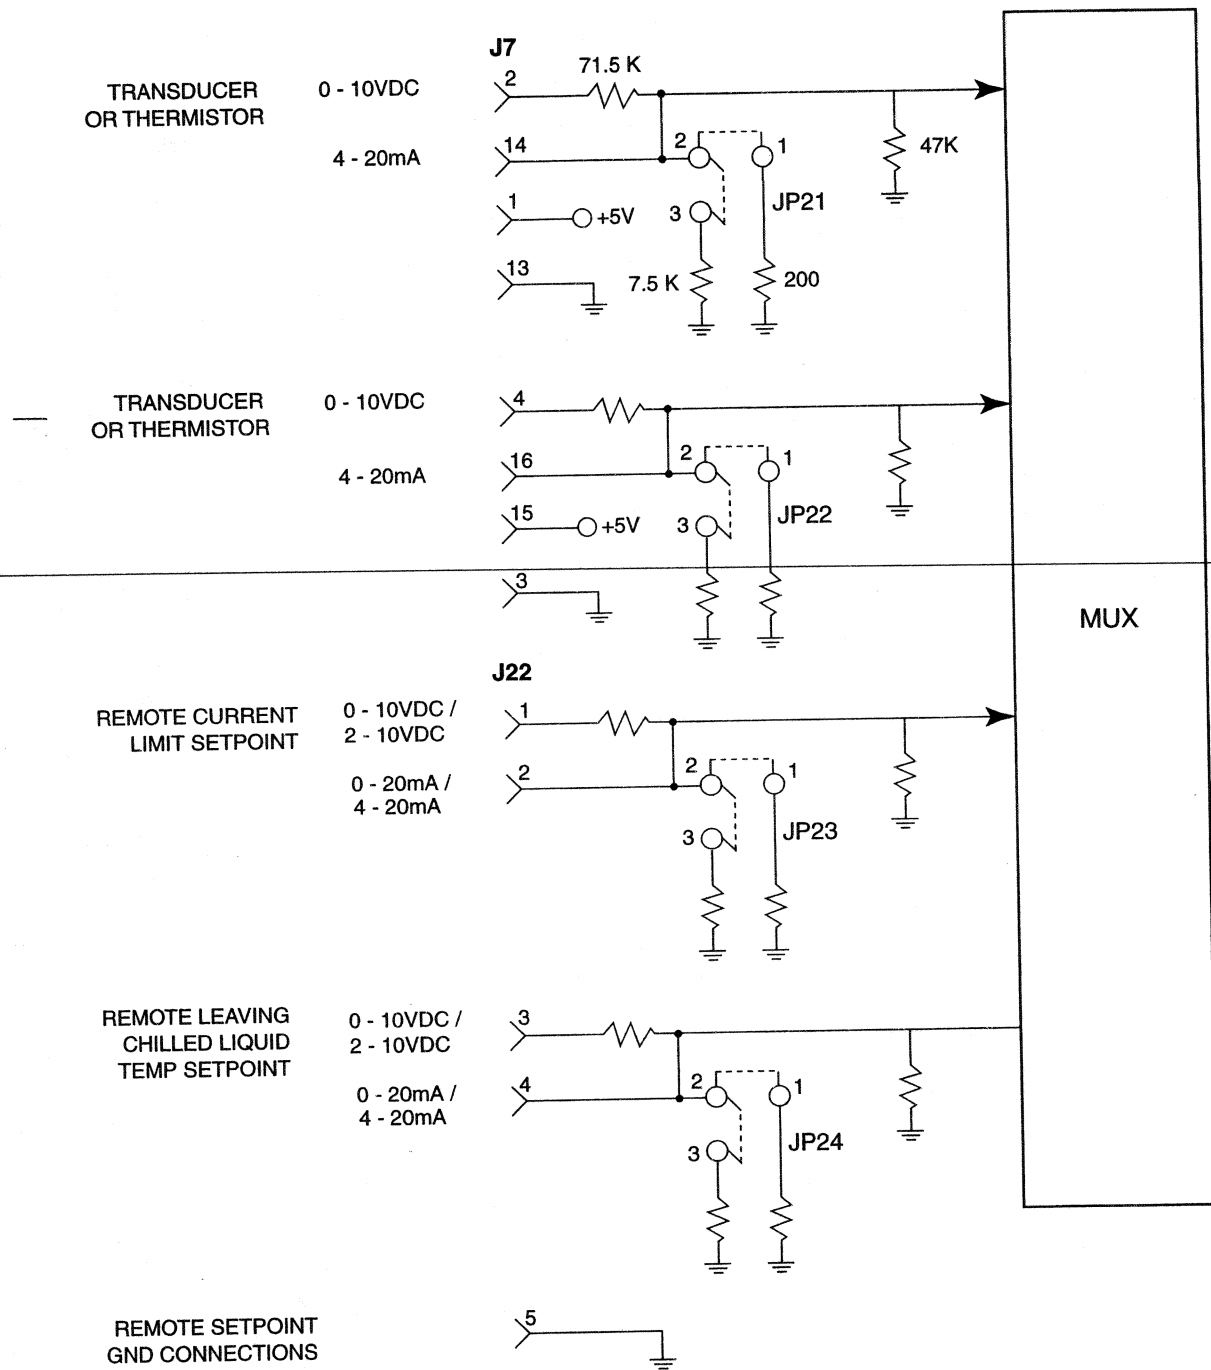 J7
TRANSDUCER
OR THERMISTOR
0 - 10VDC
2
71.5 K
4 - 20mA
14
2
1
47K
1
+5V
3
JP21
13
7.5 K
200
TRANSDUCER
OR THERMISTOR
0 - 10VDC
4
4 - 20mA
16
2
1
15
+5V
3
JP22
3
MUX
J22
REMOTE CURRENT
LIMIT SETPOINT
0 - 10VDC /
2 - 10VDC
1
0 - 20mA /
4 - 20mA
2
2
1
3
JP23
REMOTE LEAVING
CHILLED LIQUID
TEMP SETPOINT
0 - 10VDC /
2 - 10VDC
3
0 - 20mA /
4 - 20mA
4
2
1
3
JP24
REMOTE SETPOINT
GND CONNECTIONS
5